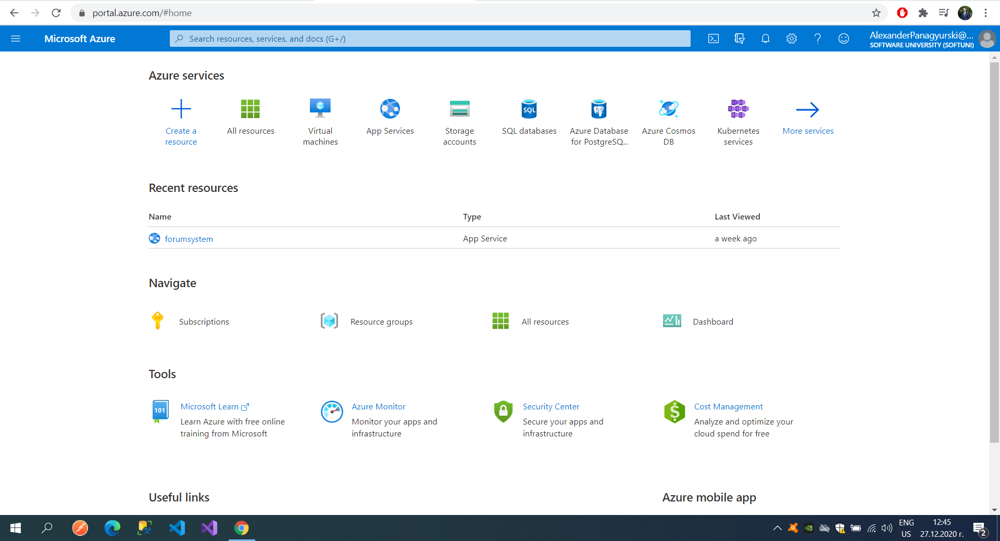 portal.azure.com/#home
Microsoft Azure
Search resources, services, and docs (G+/)
AlexanderPanagyurski@...
SOFTWARE UNIVERSITY (SOFTUNI)
Azure services
Create a
resource
All resources
Virtual
machines
App Services
Storage
accounts
SQL
SQL databases
Azure Database
for PostgreSQ...
Azure Cosmos
DB
Kubernetes
services
More services
Recent resources
Name
Type
Last Viewed
forumsystem
App Service
a week ago
Navigate
Subscriptions
Resource groups
All resources
Dashboard
Tools
101
Microsoft Learn
Learn Azure with free online
training from Microsoft
Azure Monitor
Monitor your apps and
infrastructure
Security Center
Secure your apps and
infrastructure
Cost Management
Analyze and optimize your
cloud spend for free
Useful links
Azure mobile app
ENG
US
12:45
27.12.2020 г.
2